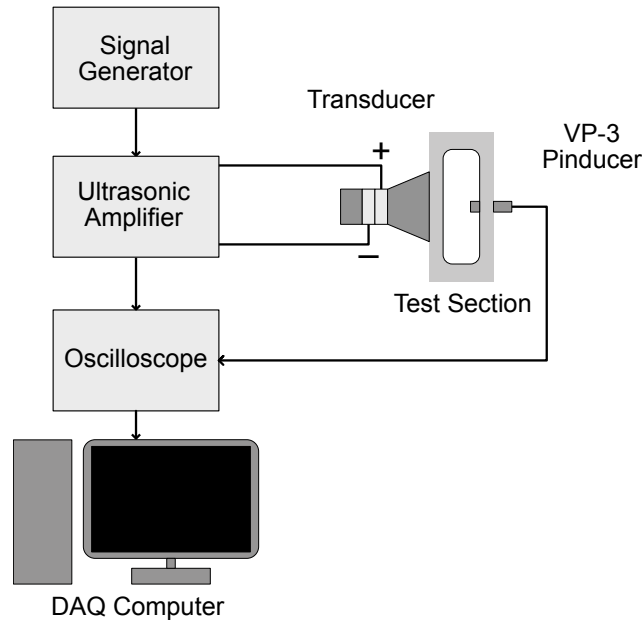 Signal
Generator
Transducer
VP-3
Pinducer
+
Ultrasonic
Amplifier
−
Test Section
Oscilloscope
DAQ Computer